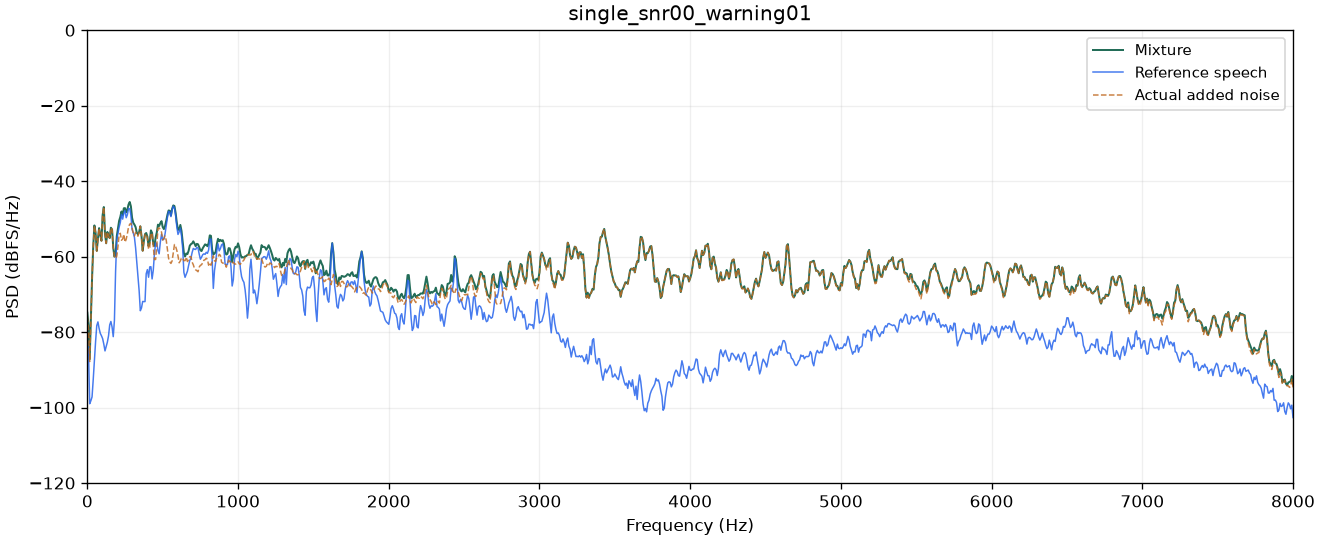 single_snr00_warning01
0
−20
−40
−60
−80
−100
−120
PSD (dBFS/Hz)
Mixture
Reference speech
Actual added noise
0 1000 2000 3000 4000 5000 6000 7000 8000
Frequency (Hz)